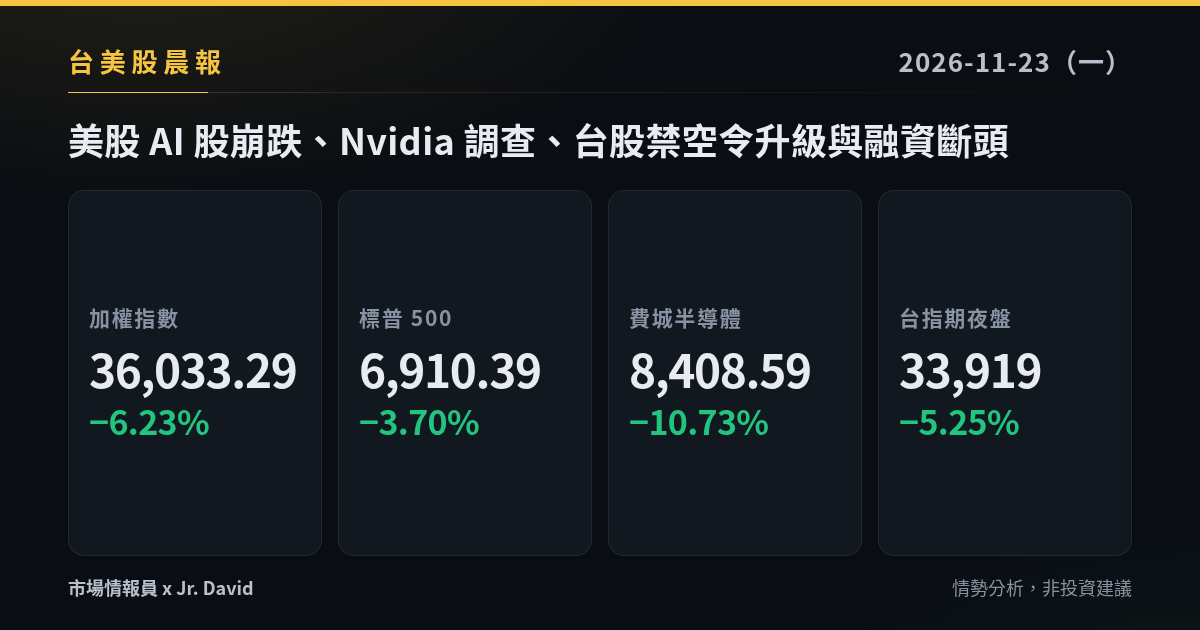 台美股晨報
2026-11-23（一）
美股 AI 股崩跌、Nvidia 調查、台股禁空令升級與融資斷頭
加權指數
36,033.29
−6.23%
標普 500
6,910.39
−3.70%
費城半導體
8,408.59
−10.73%
台指期夜盤
33,919
−5.25%
市場情報員 x Jr. David
情勢分析，非投資建議